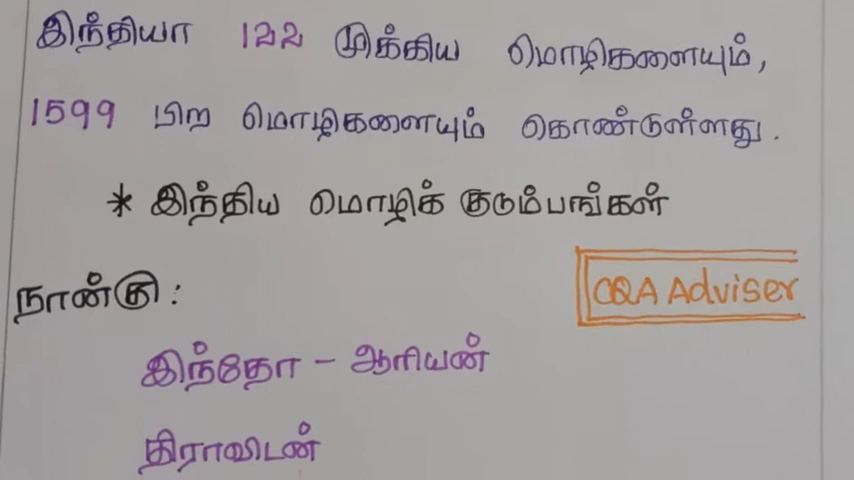 இந்தியா 122 முக்கிய மொழிகளையும்,
1599 பிற மொழிகளையும் கொண்டுள்ளது.
* இந்திய மொழிக் குடும்பங்கள்
நான்கு:
CQA Adviser
இந்தோ - ஆரியன்
திராவிடன்